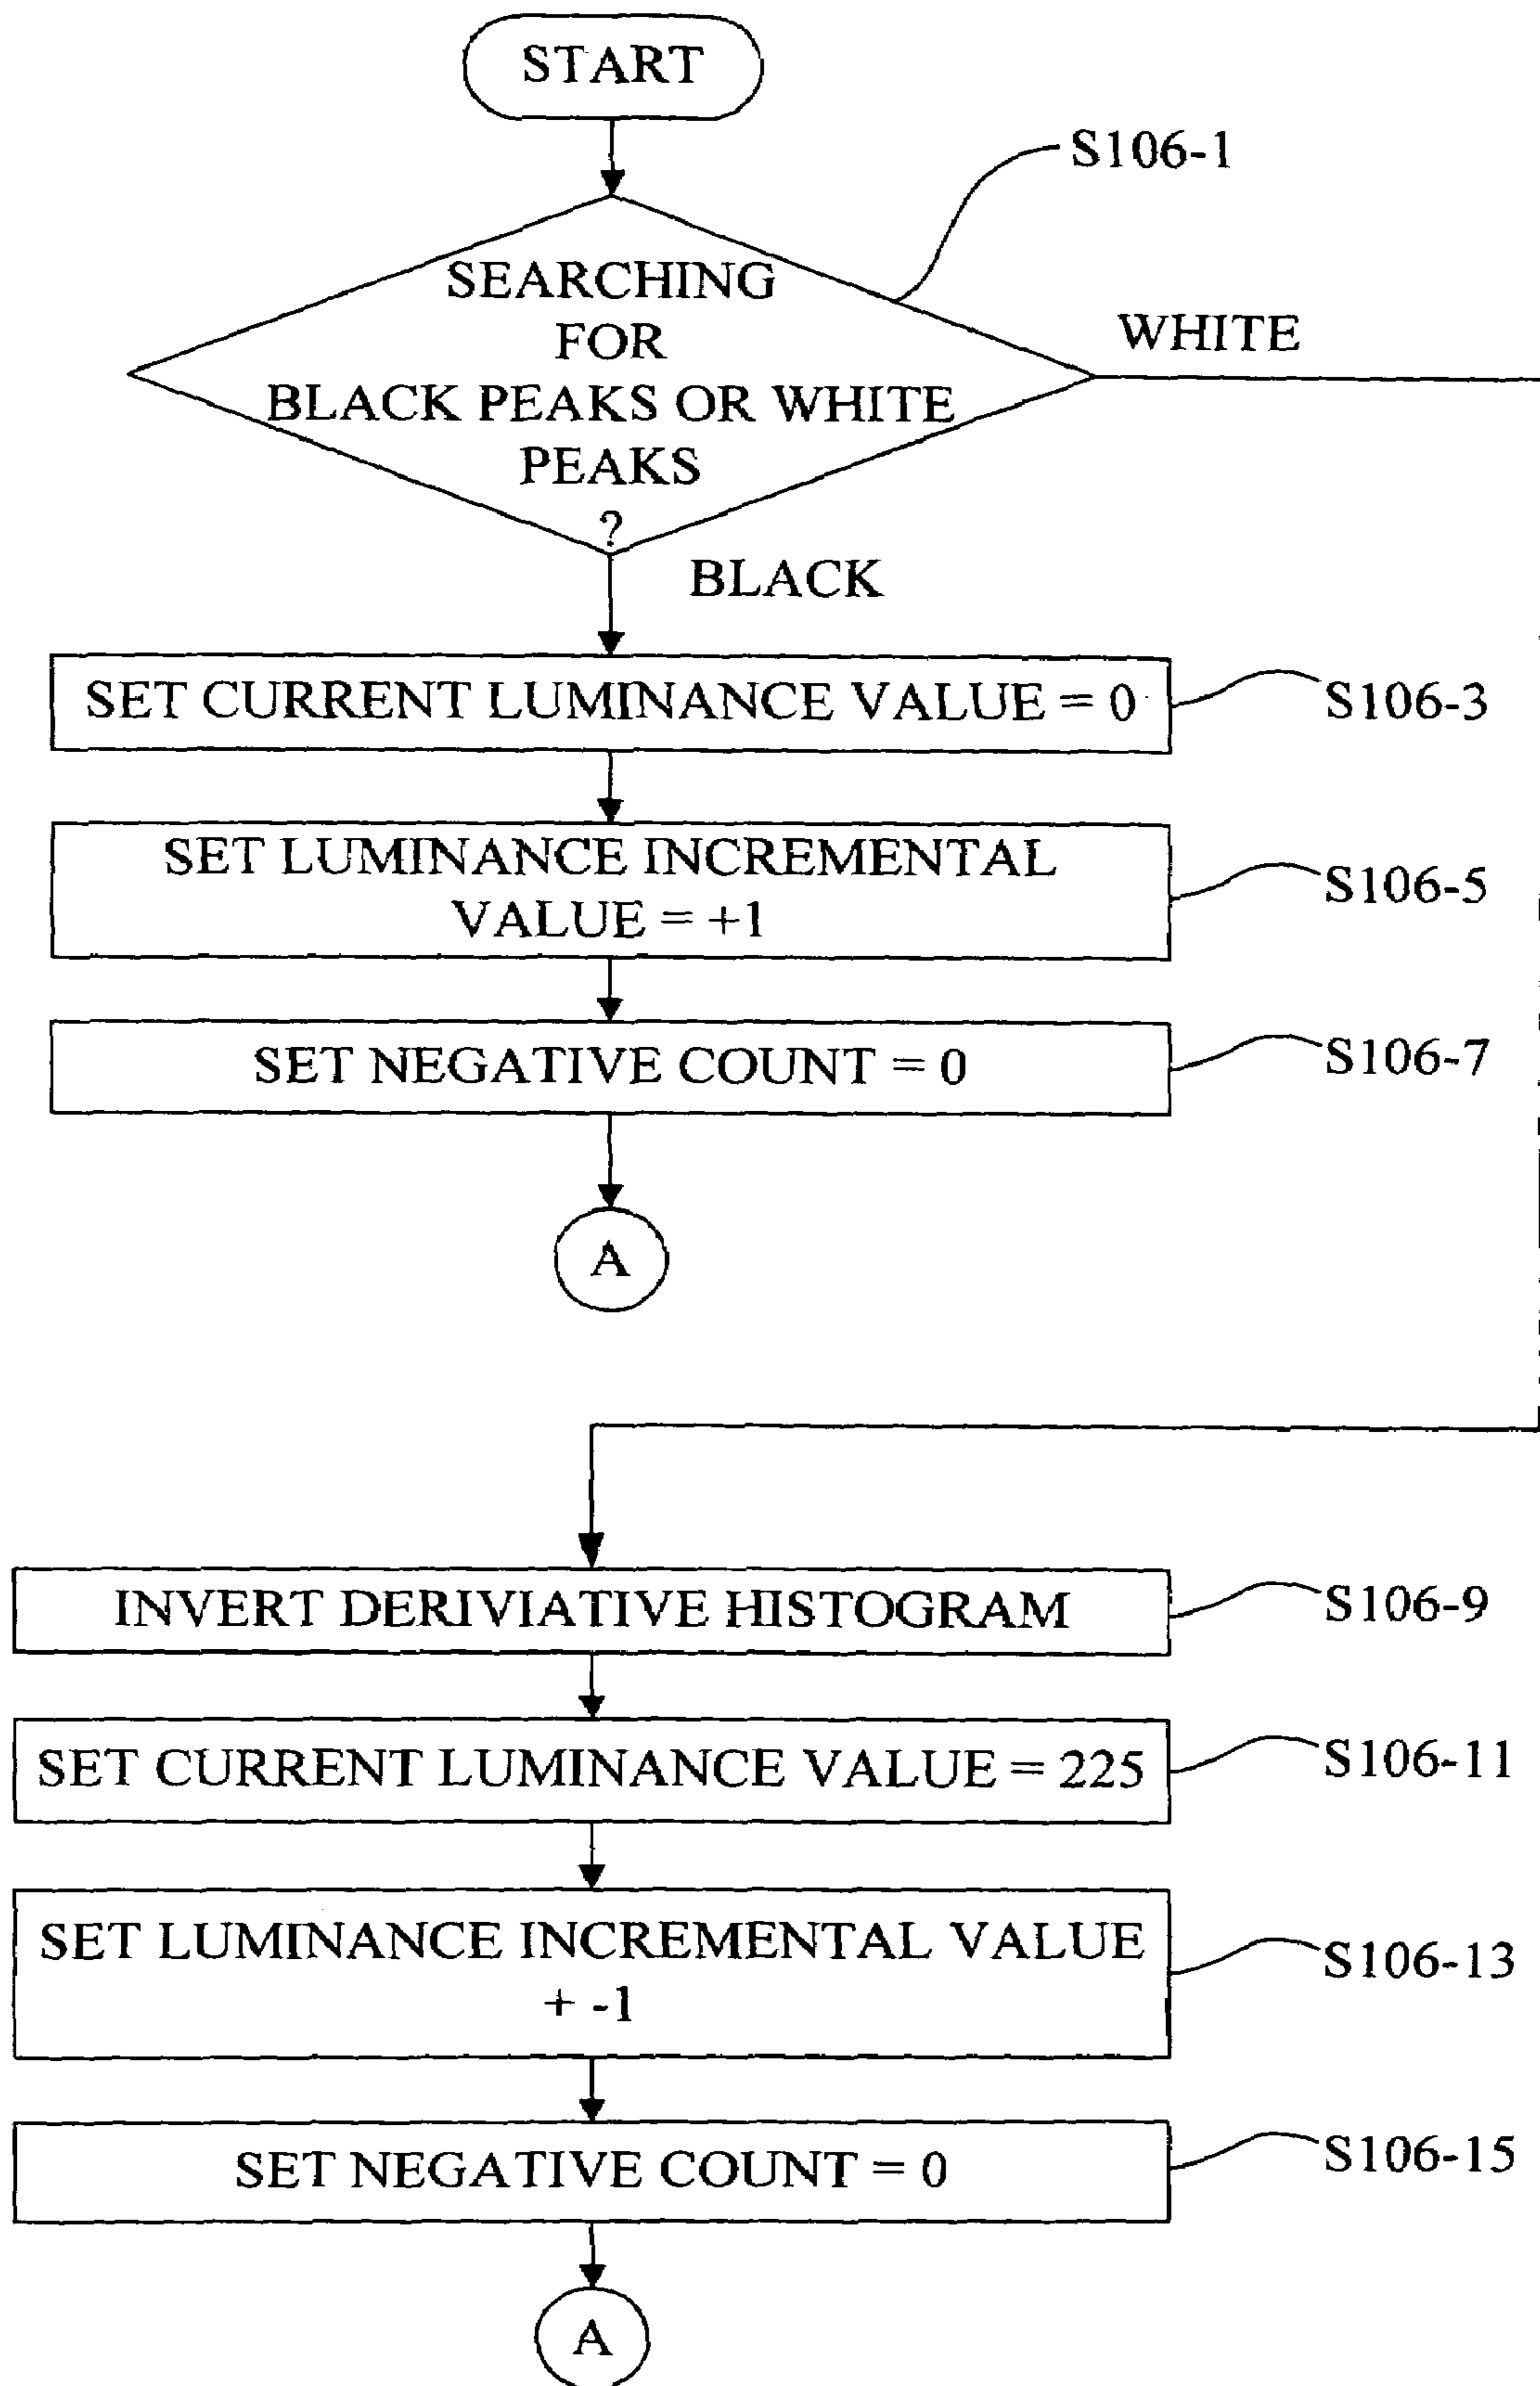 START
S106-1
SEARCHING
FOR
BLACK PEAKS OR WHITE
PEAKS
?
WHITE
BLACK
SET CURRENT LUMINANCE VALUE = 0
S106-3
SET LUMINANCE INCREMENTAL
VALUE = +1
S106-5
SET NEGATIVE COUNT = 0
S106-7
A
INVERT DERIVIATIVE HISTOGRAM
S106-9
SET CURRENT LUMINANCE VALUE = 225
S106-11
SET LUMINANCE INCREMENTAL VALUE
+ -1
S106-13
SET NEGATIVE COUNT = 0
S106-15
A